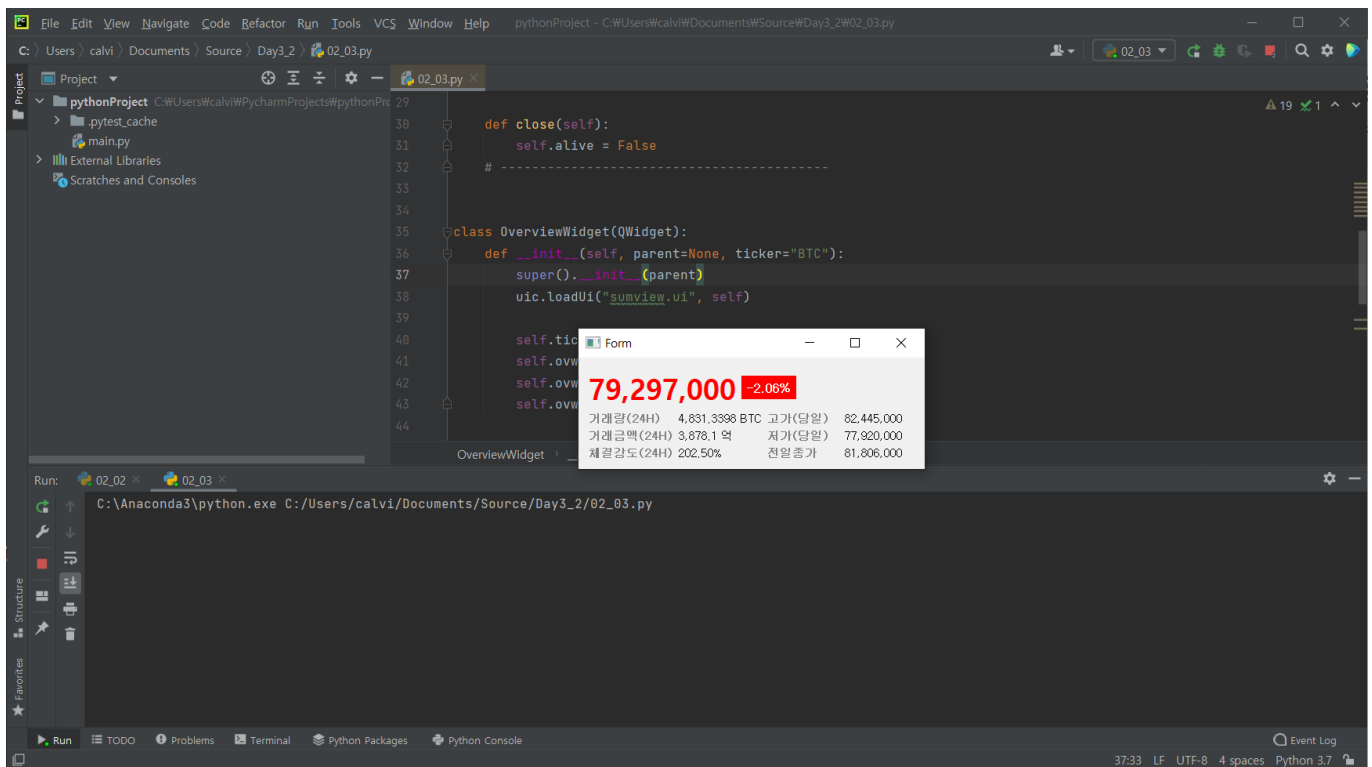 PC File Edit View Navigate Code Refactor Run Tools VCS Window Help pythonProject - C:₩Users₩calvi₩Documents₩Source₩Day3_2₩02_03.py
C: Users calvi Documents Source Day3_2 02_03.py 02_03
Project 02_03.py
Project
pythonProject C:₩Users₩calvi₩PycharmProjects₩pythonPro
.pytest_cache
main.py
External Libraries
Scratches and Consoles
19 1
29
30 def close(self):
31 self.alive = False
32 # ------------------------------------------
33
34
35 class OverviewWidget(QWidget):
36 def __init__(self, parent=None, ticker="BTC"):
37 super().__init__(parent)
38 uic.loadUi("sumview.ui", self)
39
40 self.tic
41 self.ovw
42 self.ovw
43 self.ovw
44
OverviewWidget
Form
79,297,000 -2.06%
거래량(24H) 4,831.3398 BTC 고가(당일) 82,445,000
거래금액(24H) 3,878.1 억 저가(당일) 77,920,000
체결강도(24H) 202.50% 전일종가 81,806,000
Run: 02_02 02_03
C:\Anaconda3\python.exe C:/Users/calvi/Documents/Source/Day3_2/02_03.py
Structure
Favorites
Run TODO Problems Terminal Python Packages Python Console Event Log
37:33 LF UTF-8 4 spaces Python 3.7